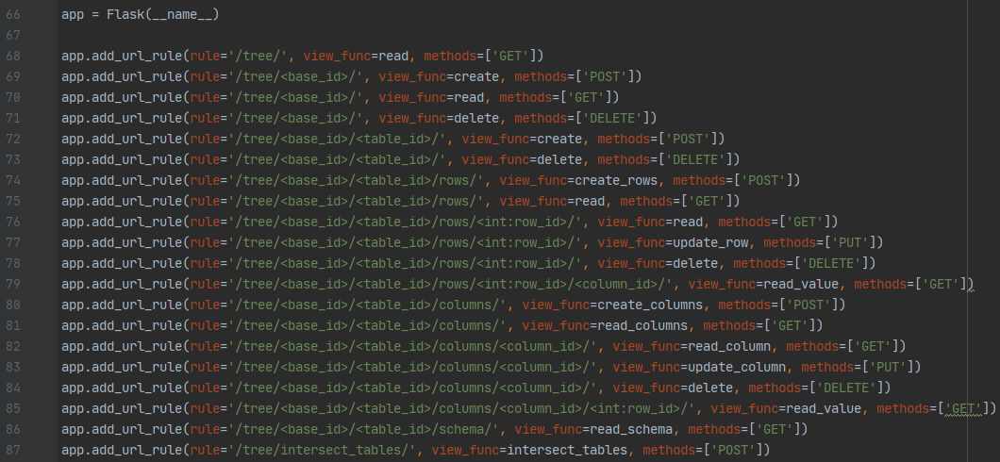 66 app = Flask(__name__)
67
68 app.add_url_rule(rule='/tree/', view_func=read, methods=['GET'])
69 app.add_url_rule(rule='/tree/<base_id>/', view_func=create, methods=['POST'])
70 app.add_url_rule(rule='/tree/<base_id>/', view_func=read, methods=['GET'])
71 app.add_url_rule(rule='/tree/<base_id>/', view_func=delete, methods=['DELETE'])
72 app.add_url_rule(rule='/tree/<base_id>/<table_id>/', view_func=create, methods=['POST'])
73 app.add_url_rule(rule='/tree/<base_id>/<table_id>/', view_func=delete, methods=['DELETE'])
74 app.add_url_rule(rule='/tree/<base_id>/<table_id>/rows/', view_func=create_rows, methods=['POST'])
75 app.add_url_rule(rule='/tree/<base_id>/<table_id>/rows/', view_func=read, methods=['GET'])
76 app.add_url_rule(rule='/tree/<base_id>/<table_id>/rows/<int:row_id>/', view_func=read, methods=['GET'])
77 app.add_url_rule(rule='/tree/<base_id>/<table_id>/rows/<int:row_id>/', view_func=update_row, methods=['PUT'])
78 app.add_url_rule(rule='/tree/<base_id>/<table_id>/rows/<int:row_id>/', view_func=delete, methods=['DELETE'])
79 app.add_url_rule(rule='/tree/<base_id>/<table_id>/rows/<int:row_id>/<column_id>/', view_func=read_value, methods=['GET'])
80 app.add_url_rule(rule='/tree/<base_id>/<table_id>/columns/', view_func=create_columns, methods=['POST'])
81 app.add_url_rule(rule='/tree/<base_id>/<table_id>/columns/', view_func=read_columns, methods=['GET'])
82 app.add_url_rule(rule='/tree/<base_id>/<table_id>/columns/<column_id>/', view_func=read_column, methods=['GET'])
83 app.add_url_rule(rule='/tree/<base_id>/<table_id>/columns/<column_id>/', view_func=update_column, methods=['PUT'])
84 app.add_url_rule(rule='/tree/<base_id>/<table_id>/columns/<column_id>/', view_func=delete, methods=['DELETE'])
85 app.add_url_rule(rule='/tree/<base_id>/<table_id>/columns/<column_id>/<int:row_id>/', view_func=read_value, methods=['GET'])
86 app.add_url_rule(rule='/tree/<base_id>/<table_id>/schema/', view_func=read_schema, methods=['GET'])
87 app.add_url_rule(rule='/tree/intersect_tables/', view_func=intersect_tables, methods=['POST'])